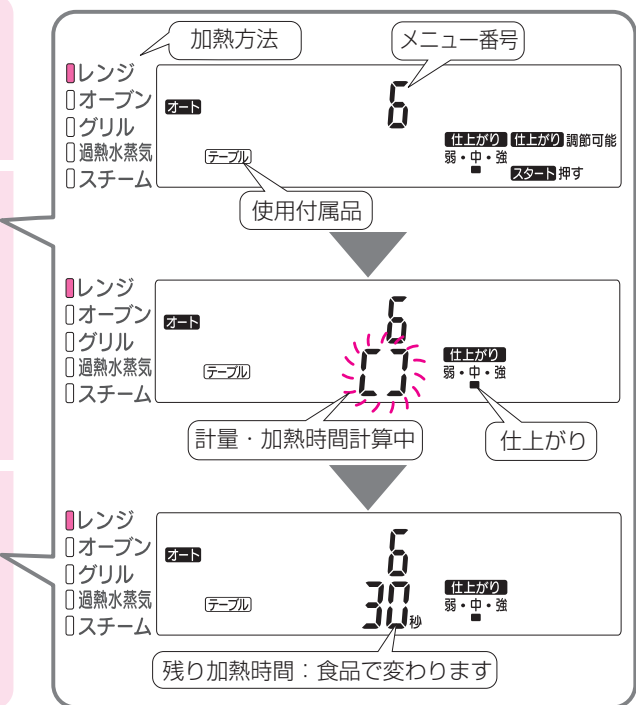 加熱方法
メニュー番号
レンジ
オーブン
グリル
過熱水蒸気
スチーム
オート
6
テーブル
仕上がり 仕上がり 調節可能
弱・中・強
スタート 押す
使用付属品
レンジ
オーブン
グリル
過熱水蒸気
スチーム
オート
6
テーブル
仕上がり
弱・中・強
計量・加熱時間計算中
仕上がり
レンジ
オーブン
グリル
過熱水蒸気
スチーム
オート
6
テーブル
30秒
仕上がり
弱・中・強
残り加熱時間：食品で変わります